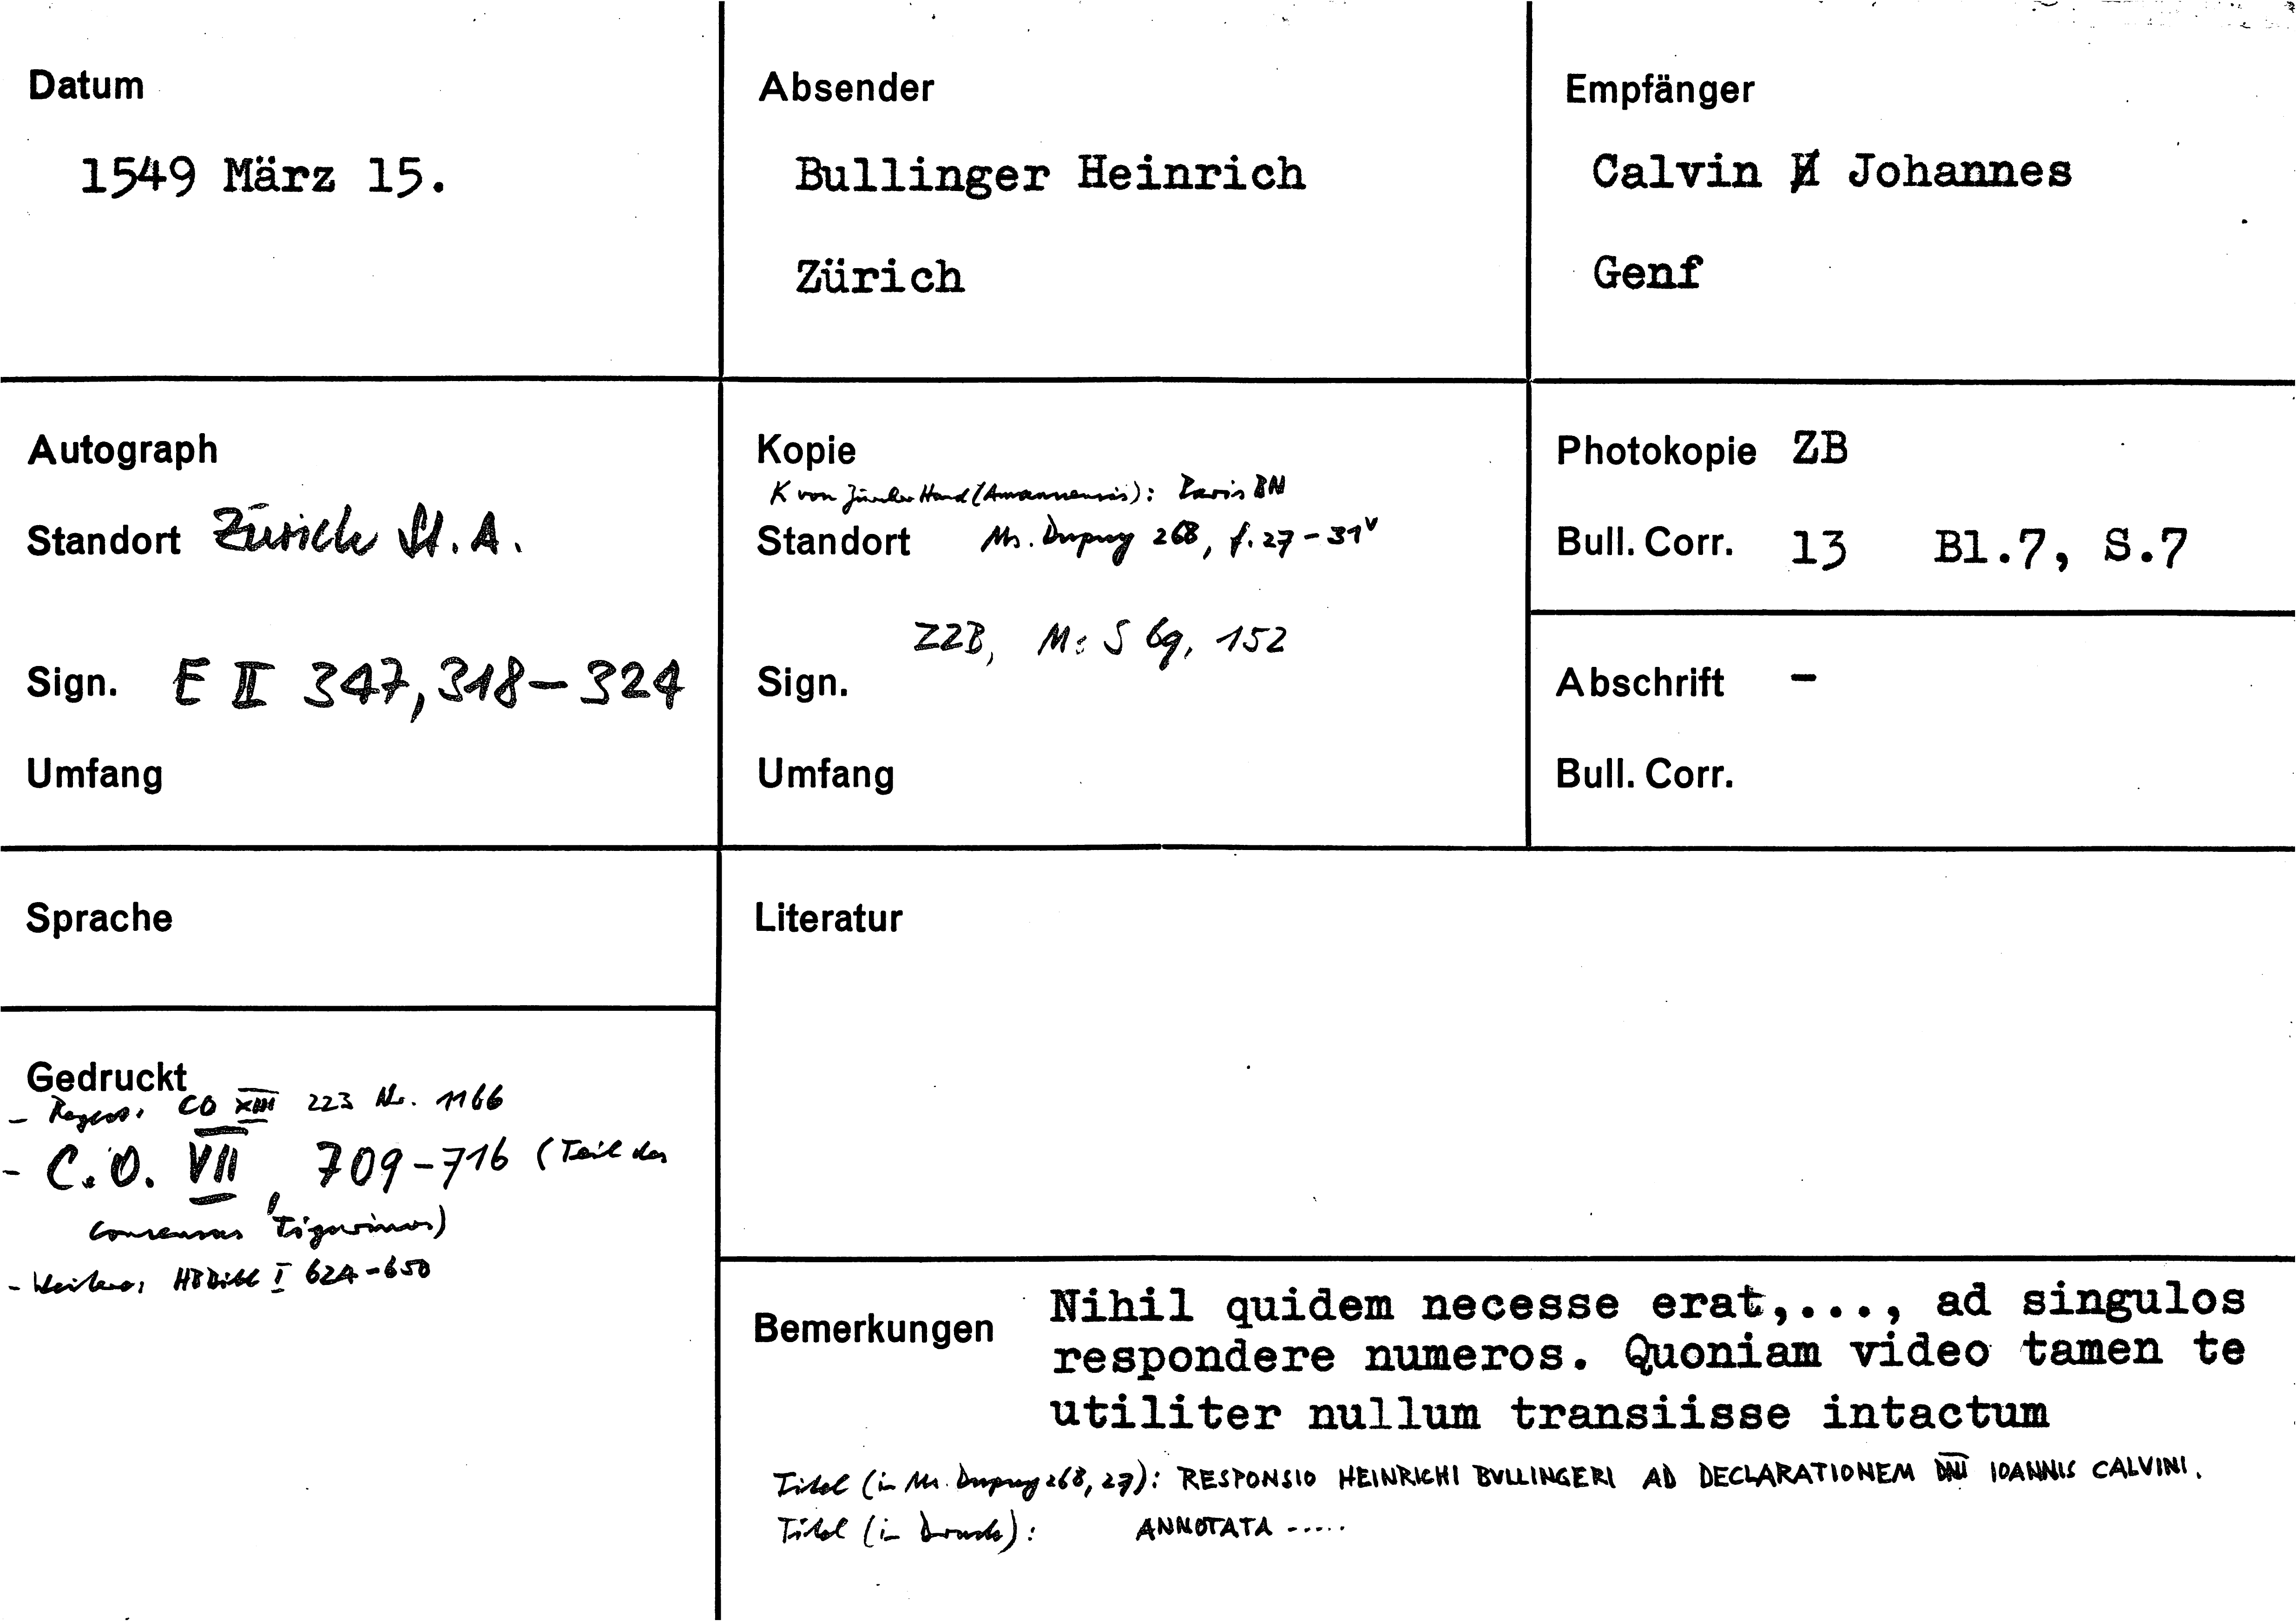 Datum
1549 März 15.
Absender
Bullinger Heinrich
Zürich
Empfänger
Calvin Johannes
Genf
Autograph
Standort Zürich St. A.
Sign. E II 347, 318-324
Umfang
Kopie
K von Zürcher Hand (Amanuensis): Paris BN
Standort Ms. Dupuy 268, f. 27-31v
ZZB, Ms S 69, 152
Sign.
Umfang
Photokopie ZB
Bull. Corr. 13 Bl.7, S.7
Abschrift -
Bull. Corr.
Sprache
Gedruckt
- Regest: CO XIII 223 Nr. 1166
- C.O. VII, 709-716 (Teil des
Consensus Tigurinus)
- Weiteres: HBBibl I 624-650
Literatur
Bemerkungen
Nihil quidem necesse erat,..., ad singulos
respondere numeros. Quoniam video tamen te
utiliter nullum transiisse intactum
Titel (in Ms. Dupuy 268, 27): RESPONSIO HEINRICHI BVLLINGERI AD DECLARATIONEM DNI IOANNIS CALVINI.
Titel (in Druck): ANNOTATA .....